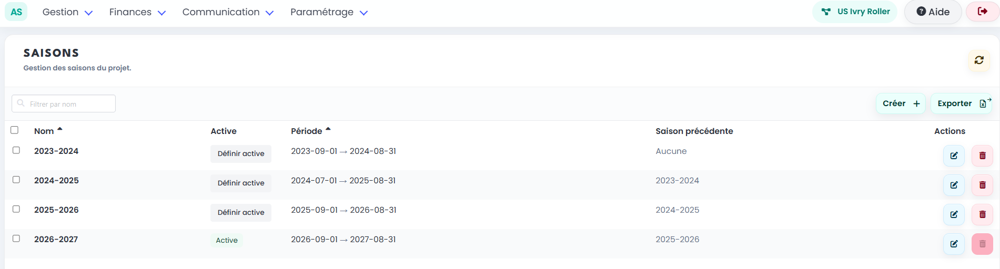 AS Gestion Finances Communication Paramétrage US Ivry Roller Aide
SAISONS
Gestion des saisons du projet.
Filtrer par nom Créer Exporter
Nom Active Période Saison précédente Actions
2023-2024 Définir active 2023-09-01 → 2024-08-31 Aucune
2024-2025 Définir active 2024-07-01 → 2025-08-31 2023-2024
2025-2026 Définir active 2025-09-01 → 2026-08-31 2024-2025
2026-2027 Active 2026-09-01 → 2027-08-31 2025-2026